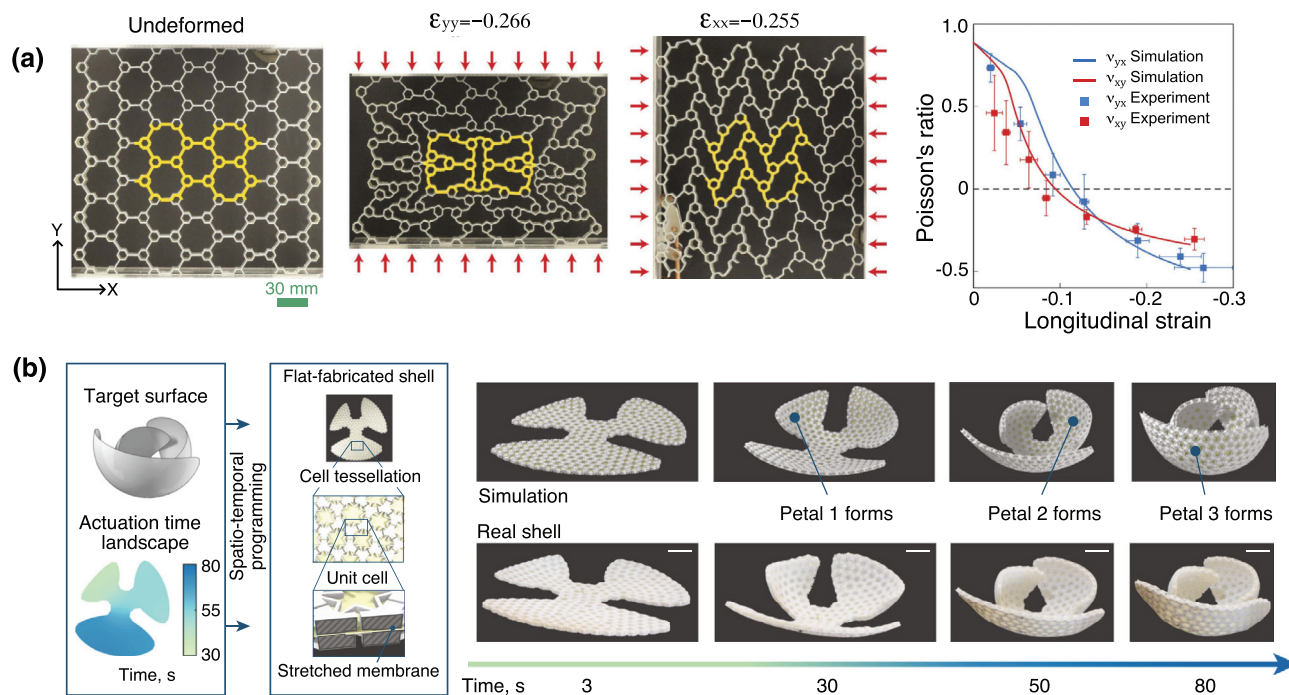 (a)
Undeformed
Ɛyy=−0.266
Ɛxx=−0.255
Y
X
30 mm
Poisson's ratio
1.0
0.5
0
-0.5
νyx Simulation
νxy Simulation
νyx Experiment
νxy Experiment
0
-0.1
-0.2
-0.3
Longitudinal strain
(b)
Target surface
Actuation time
landscape
80
55
30
Time, s
Spatio-temporal
programming
Flat-fabricated shell
Cell tessellation
Unit cell
Stretched membrane
Simulation
Petal 1 forms
Petal 2 forms
Petal 3 forms
Real shell
Time, s
3
30
50
80